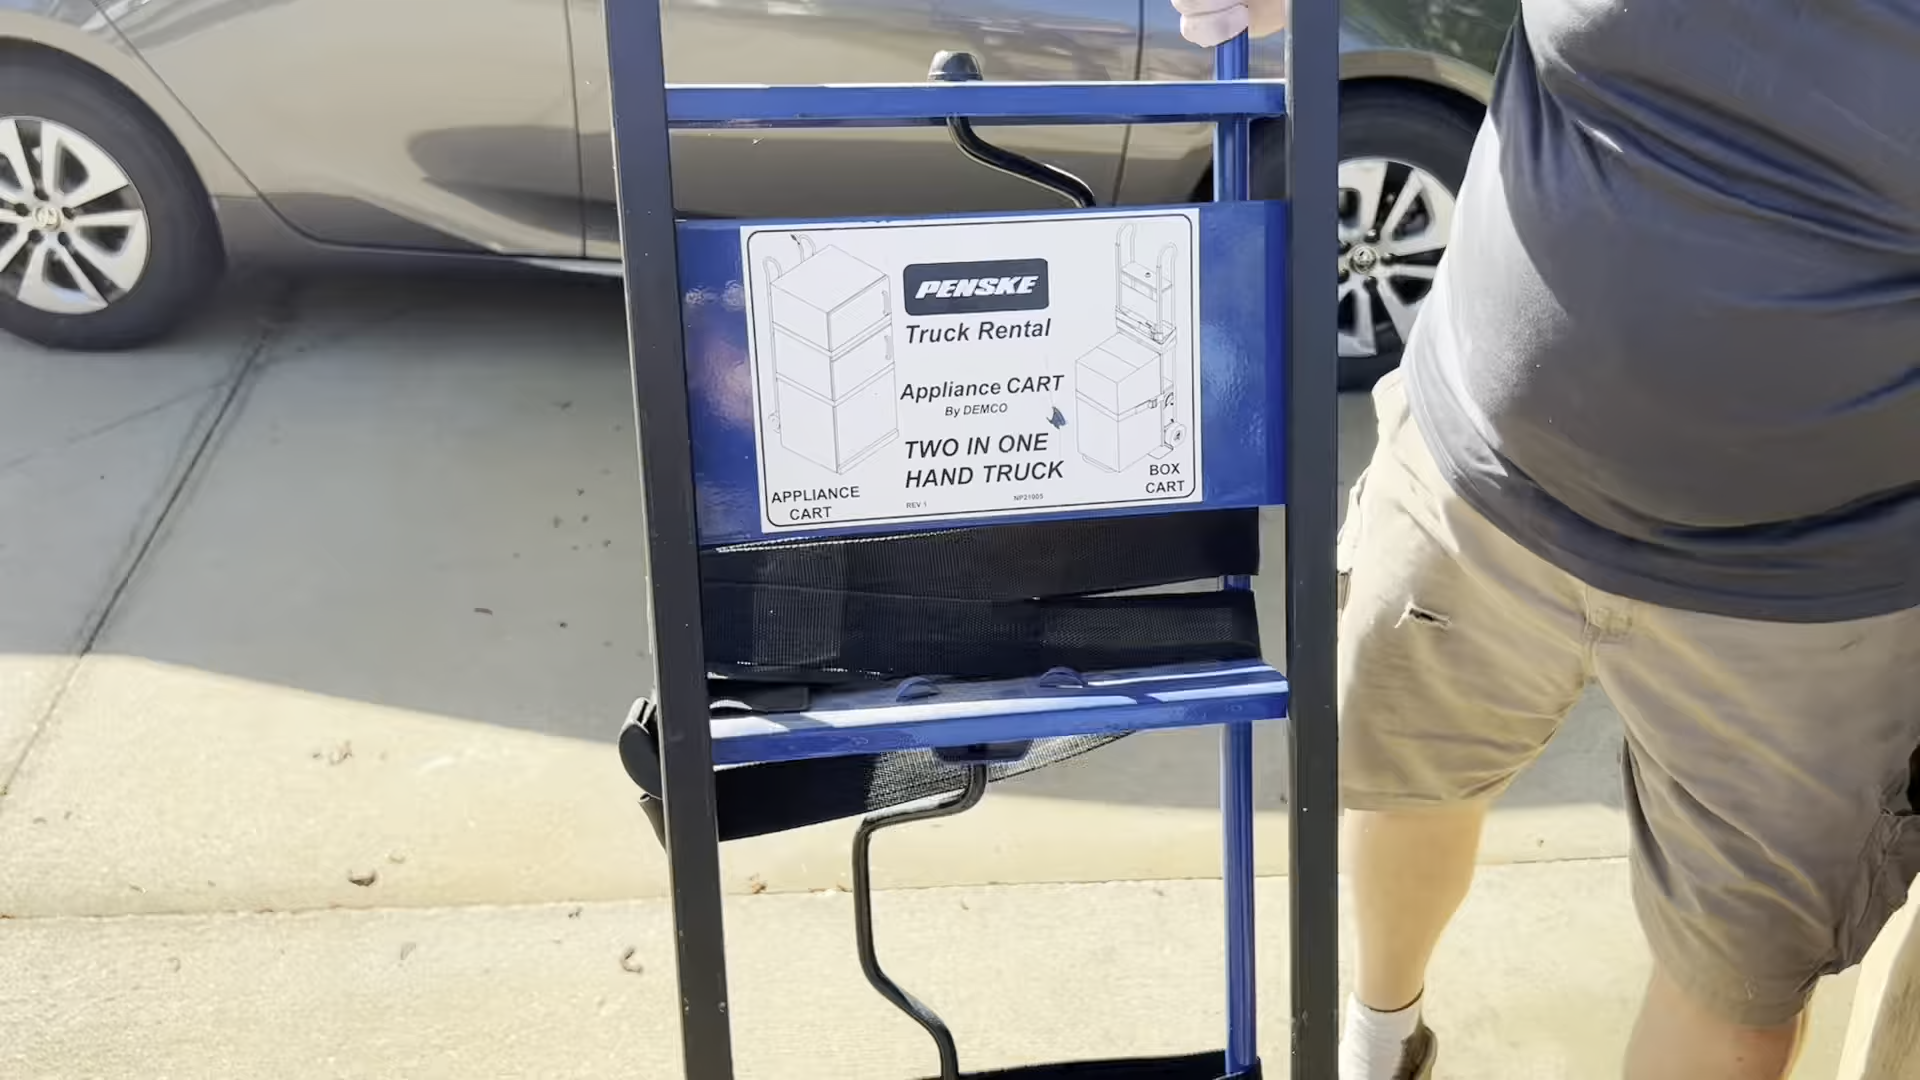 PENSKE
Truck Rental
Appliance CART
By DEMCO
TWO IN ONE
HAND TRUCK
APPLIANCE
CART
BOX
CART
REV 1
NP21005